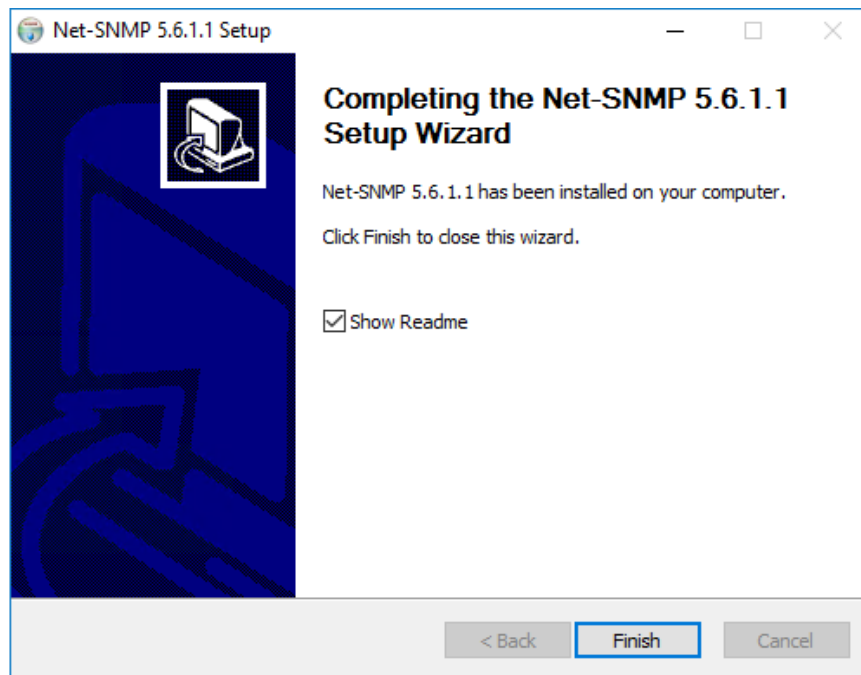 Net-SNMP 5.6.1.1 Setup
Completing the Net-SNMP 5.6.1.1
Setup Wizard
Net-SNMP 5.6.1.1 has been installed on your computer.
Click Finish to close this wizard.
Show Readme
< Back
Finish
Cancel